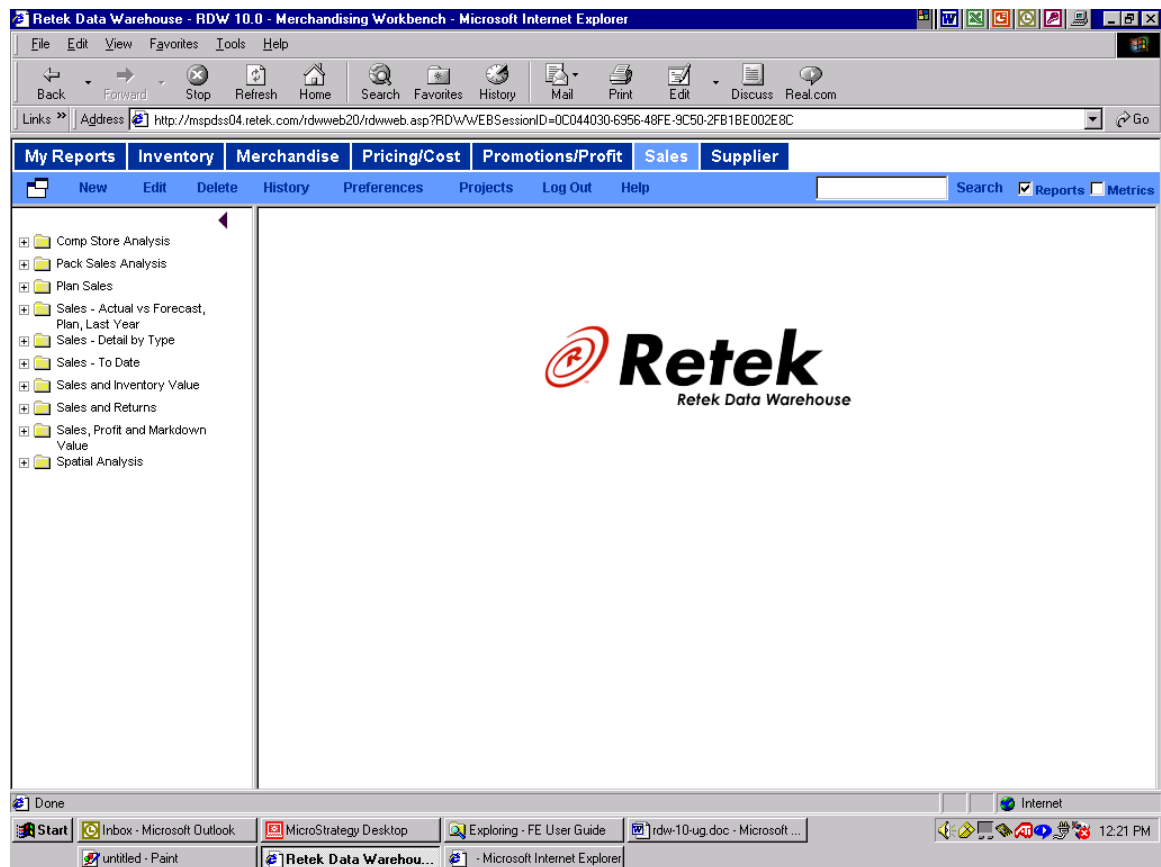 Retek Data Warehouse - RDW 10.0 - Merchandising Workbench - Microsoft Internet Explorer
File Edit View Favorites Tools Help
Back Forward Stop Refresh Home Search Favorites History Mail Print Edit Discuss Real.com
Links » Address http://mspdss04.retek.com/rdwweb20/rdwweb.asp?RDWWEBSessionID=0C044030-6956-48FE-9C50-2FB1BE002E8C Go
My Reports Inventory Merchandise Pricing/Cost Promotions/Profit Sales Supplier
New Edit Delete History Preferences Projects Log Out Help Search Reports Metrics
Comp Store Analysis
Pack Sales Analysis
Plan Sales
Sales - Actual vs Forecast,
Plan, Last Year
Sales - Detail by Type
Sales - To Date
Sales and Inventory Value
Sales and Returns
Sales, Profit and Markdown
Value
Spatial Analysis
R Retek
Retek Data Warehouse
Done Internet
Start Inbox - Microsoft Outlook MicroStrategy Desktop Exploring - FE User Guide rdw-10-ug.doc - Microsoft ... 12:21 PM
untitled - Paint Retek Data Warehou... - Microsoft Internet Explorer